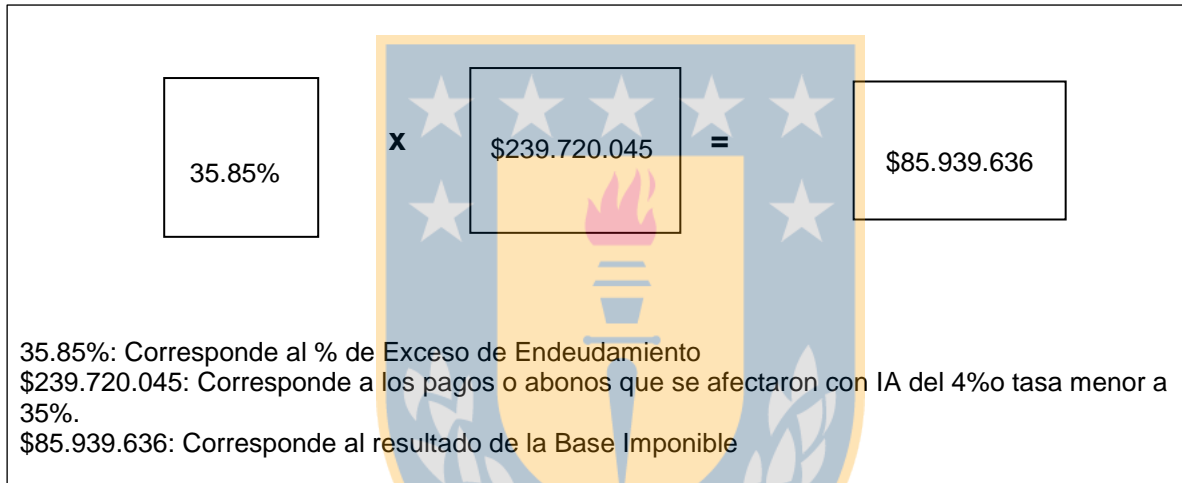 35.85% x $239.720.045 = $85.939.636
35.85%: Corresponde al % de Exceso de Endeudamiento
$239.720.045: Corresponde a los pagos o abonos que se afectaron con IA del 4%o tasa menor a
35%.
$85.939.636: Corresponde al resultado de la Base Imponible